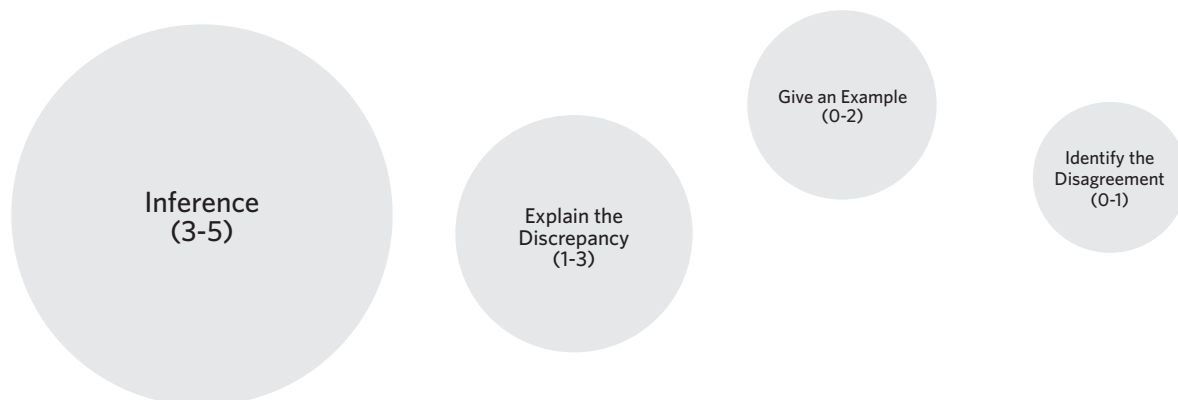 Inference
(3-5)
Explain the
Discrepancy
(1-3)
Give an Example
(0-2)
Identify the
Disagreement
(0-1)